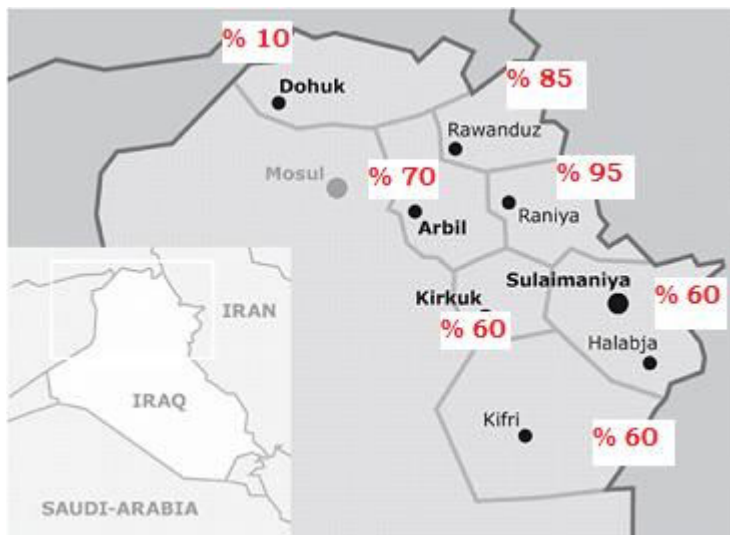 % 10
Dohuk
% 85
Rawanduz
Mosul
% 70
% 95
Raniya
Arbil
Sulaimaniya
Kirkuk
% 60
% 60
Halabja
Kifri
% 60
IRAN
IRAQ
SAUDI-ARABIA